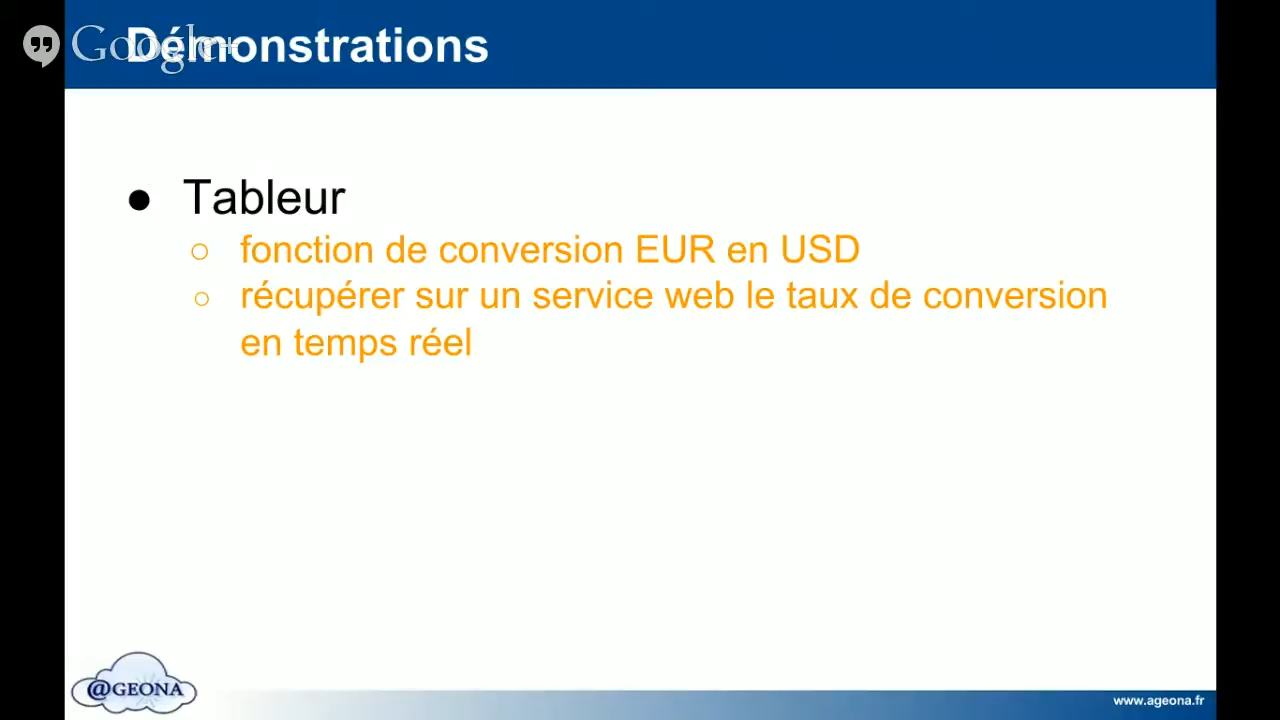 Google+
Démonstrations
● Tableur
○ fonction de conversion EUR en USD
○ récupérer sur un service web le taux de conversion
en temps réel
@GEONA
www.ageona.fr